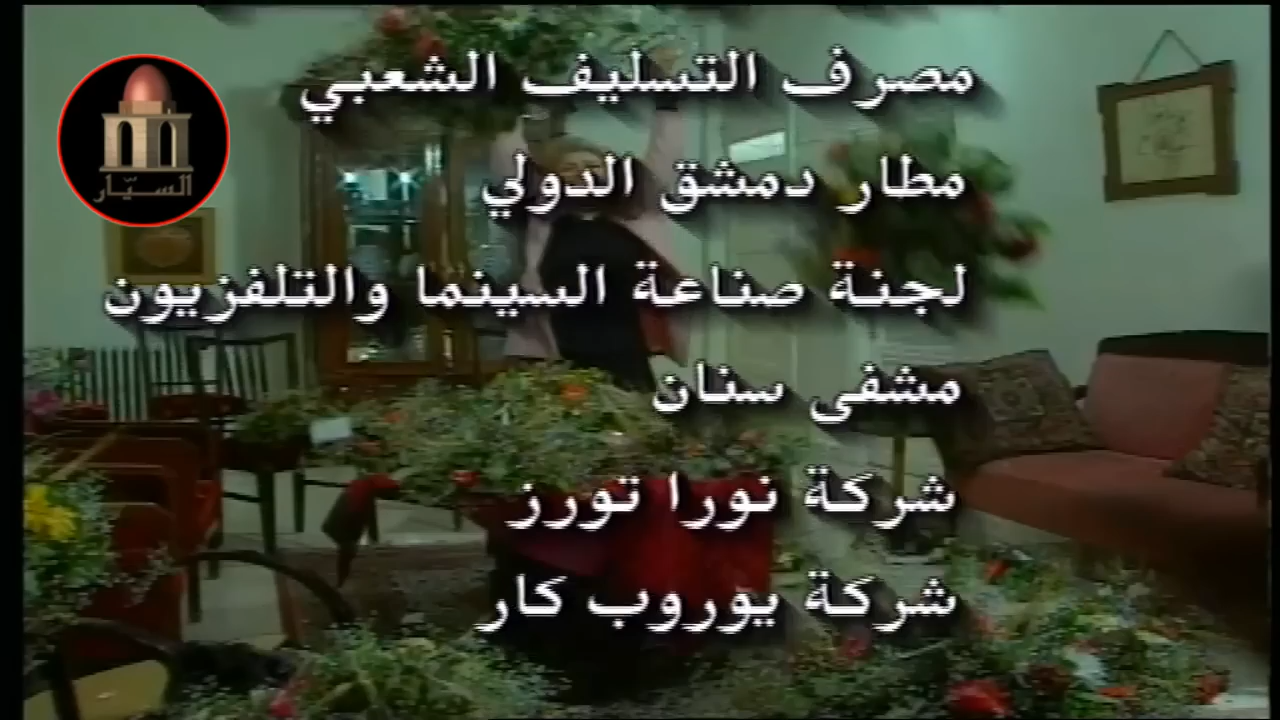 السيّار
مصرف التسليف الشعبي
مطار دمشق الدولي
لجنة صناعة السينما والتلفزيون
مشفى سنان
شركة نورا تورز
شركة يوروب كار